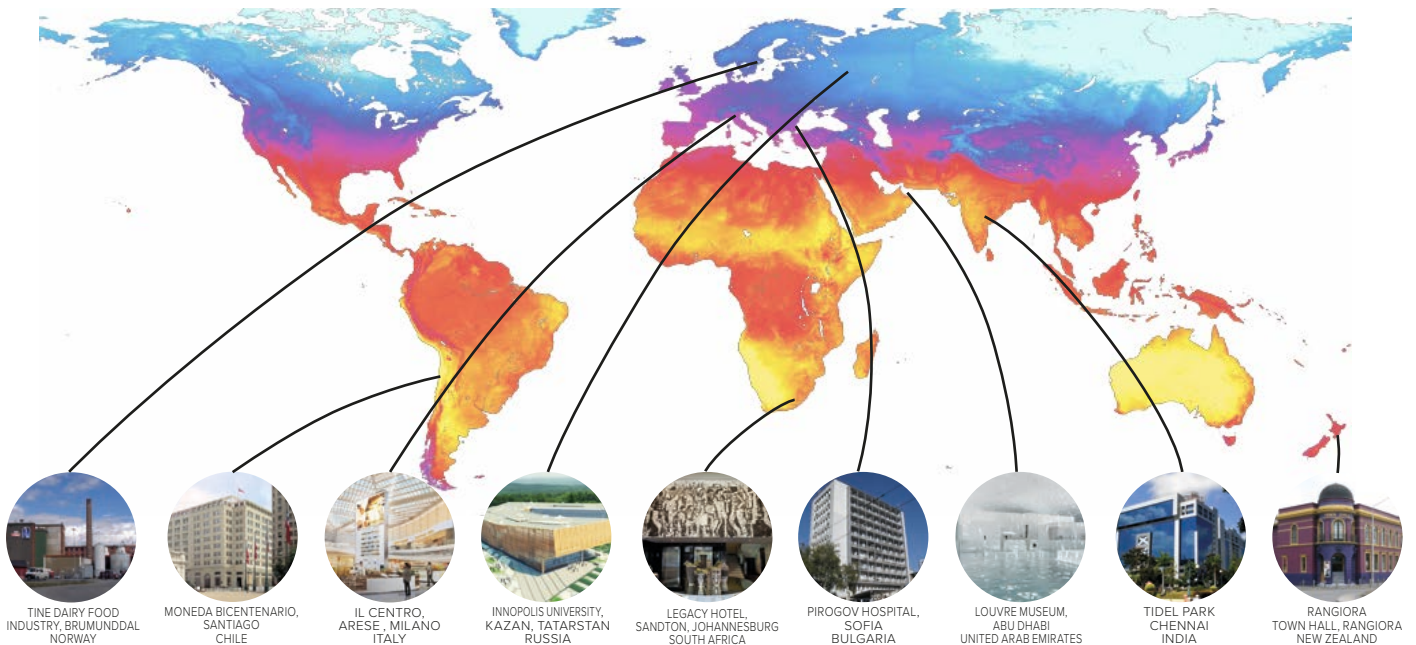 TINE DAIRY FOOD
INDUSTRY, BRUMUNDDAL
NORWAY
MONEDA BICENTENARIO,
SANTIAGO
CHILE
IL CENTRO,
ARESE , MILANO
ITALY
INNOPOLIS UNIVERSITY,
KAZAN, TATARSTAN
RUSSIA
LEGACY HOTEL,
SANDTON, JOHANNESBURG
SOUTH AFRICA
PIROGOV HOSPITAL,
SOFIA
BULGARIA
LOUVRE MUSEUM,
ABU DHABI
UNITED ARAB EMIRATES
TIDEL PARK
CHENNAI
INDIA
RANGIORA
TOWN HALL, RANGIORA
NEW ZEALAND